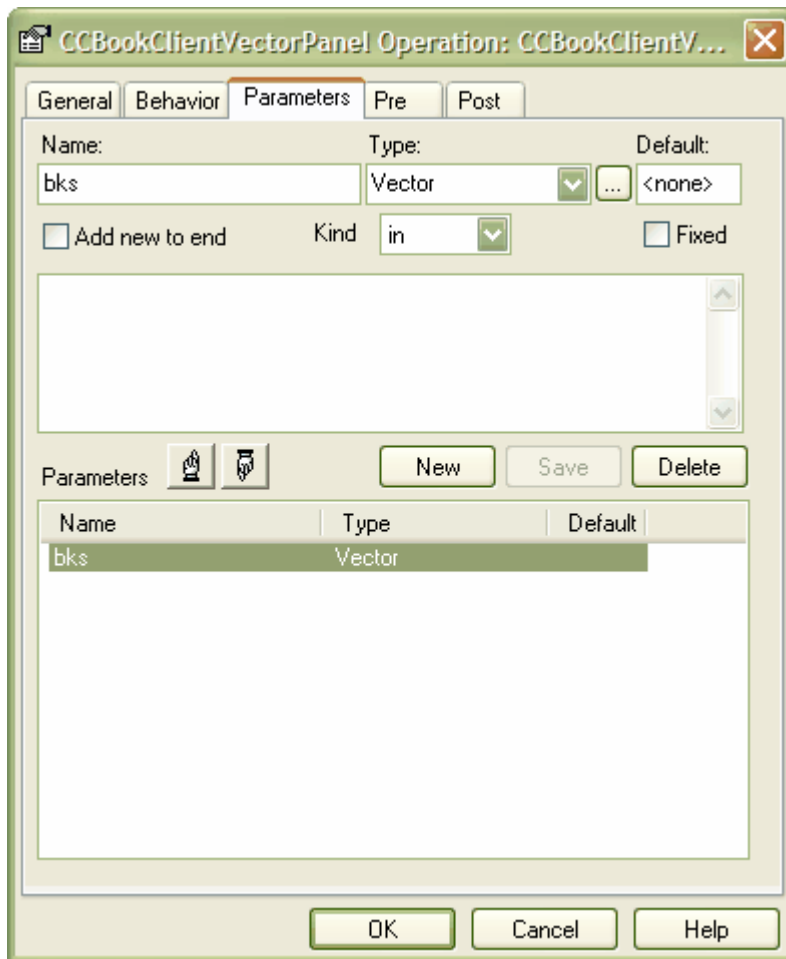 CCBookClientVectorPanel Operation: CCBookClientV...
General Behavior Parameters Pre Post
Name: Type: Default:
bks Vector ... <none>
Add new to end Kind in Fixed
Parameters New Save Delete
Name Type Default
bks Vector
OK Cancel Help